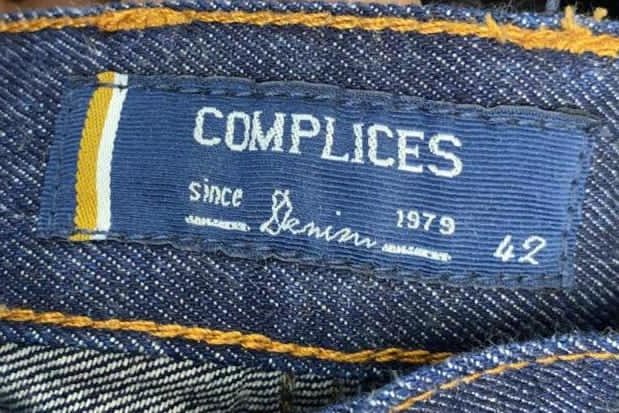 COMPLICES
since Denim 1979
42